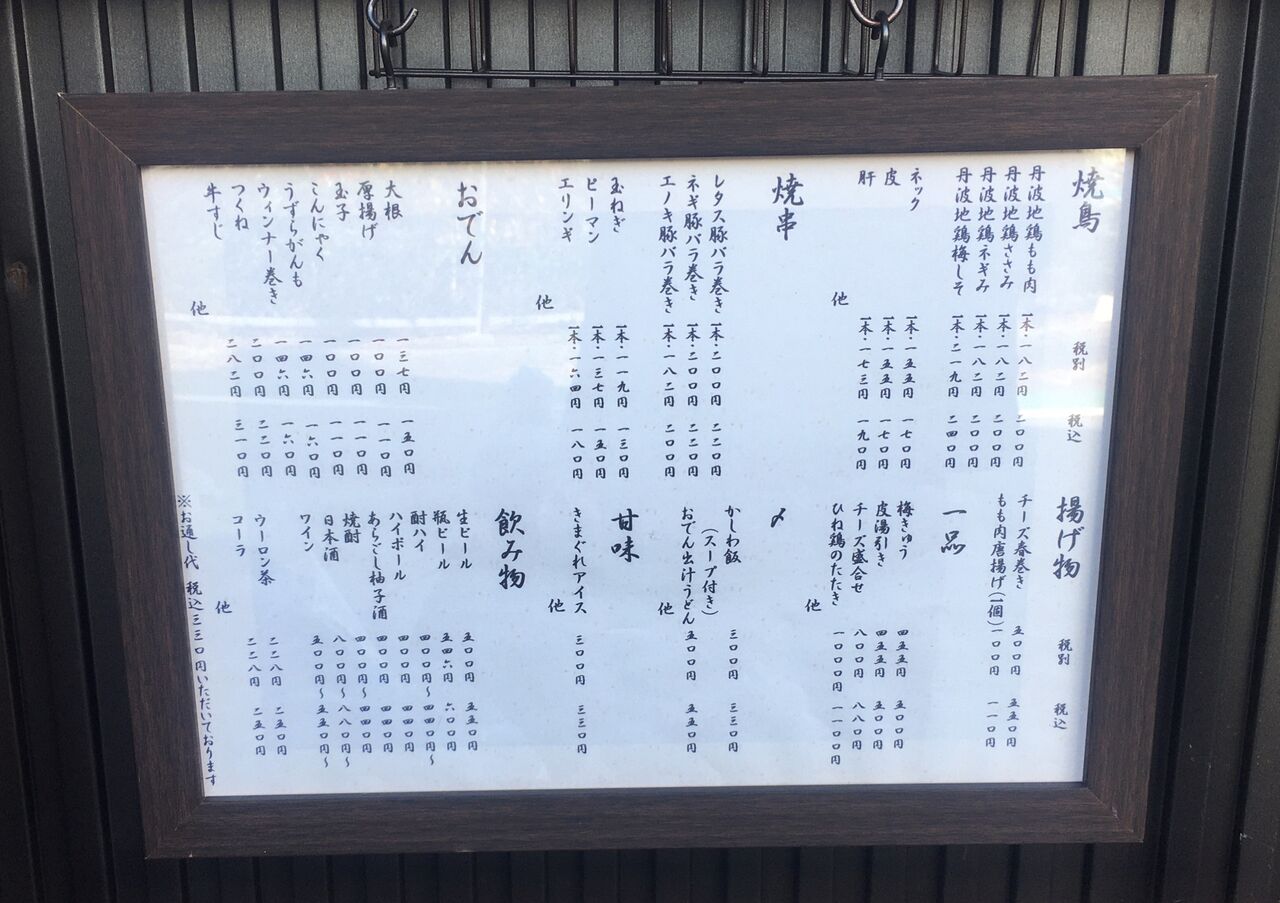 焼鳥 税別 税込
丹波地鶏もも肉 一本・一八二円 二〇〇円
丹波地鶏ささみ 一本・一八二円 二〇〇円
丹波地鶏ネギみ 一本・一八二円 二〇〇円
丹波地鶏梅しそ 一本・二一九円 二四〇円
ネック 一本・一五五円 一七〇円
皮 一本・一五五円 一七〇円
肝 一本・一七三円 一九〇円
他
焼串
レタス豚バラ巻き 一本・二〇〇円 二二〇円
ネギ豚バラ巻き 一本・二〇〇円 二二〇円
エノキ豚バラ巻き 一本・一八二円 二〇〇円
玉ねぎ 一本・一一九円 一三〇円
ピーマン 一本・一三七円 一五〇円
エリンギ 一本・一六四円 一八〇円
他
おでん
大根 一三七円 一五〇円
厚揚げ 一〇〇円 一一〇円
玉子 一〇〇円 一一〇円
こんにゃく 一〇〇円 一一〇円
うずらがんも 一四六円 一六〇円
ウィンナー巻き 一四六円 一六〇円
つくね 二〇〇円 二二〇円
牛すじ 二八二円 三一〇円
他
揚げ物 税別 税込
チーズ春巻き 五〇〇円 五五〇円
もも肉唐揚げ(一個) 一〇〇円 一一〇円
一品
梅きゅう 四五五円 五〇〇円
皮湯引き 四五五円 五〇〇円
チーズ盛合せ 八〇〇円 八八〇円
ひね鶏のたたき 一〇〇〇円 一一〇〇円
他
〆
かしわ飯 三〇〇円 三三〇円
(スープ付き)
おでん出汁うどん 五〇〇円 五五〇円
他
甘味
きまぐれアイス 三〇〇円 三三〇円
他
飲み物
生ビール 五〇〇円 五五〇円
瓶ビール 五四六円 六〇〇円
酎ハイ 四〇〇円〜 四四〇円〜
ハイボール 四〇〇円 四四〇円
あらごし柚子酒 四〇〇円 四四〇円
焼酎 四〇〇円〜 四四〇円
日本酒 八〇〇円〜 八八〇円〜
ワイン 五〇〇円〜 五五〇円〜
ウーロン茶 二二八円 二五〇円
コーラ 二二八円 二五〇円
他
※お通し代 税込三三〇円いただいております